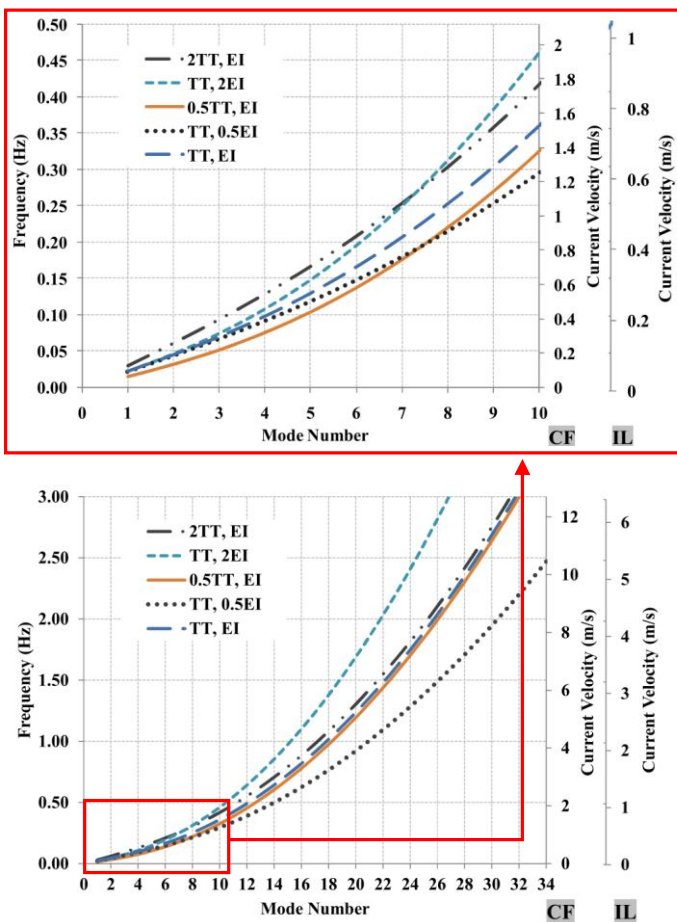 0.50
0.45
0.40
0.35
0.30
0.25
0.20
0.15
0.10
0.05
0.00
Frequency (Hz)
2TT, EI
TT, 2EI
0.5TT, EI
TT, 0.5EI
TT, EI
0 1 2 3 4 5 6 7 8 9 10
Mode Number
2
1.8
1.6
1.4
1.2
1
0.8
0.6
0.4
0.2
0
Current Velocity (m/s)
CF
1
0.8
0.6
0.4
0.2
0
Current Velocity (m/s)
IL
3.00
2.50
2.00
1.50
1.00
0.50
0.00
Frequency (Hz)
2TT, EI
TT, 2EI
0.5TT, EI
TT, 0.5EI
TT, EI
0 2 4 6 8 10 12 14 16 18 20 22 24 26 28 30 32 34
Mode Number
12
10
8
6
4
2
0
Current Velocity (m/s)
CF
6
5
4
3
2
1
0
Current Velocity (m/s)
IL